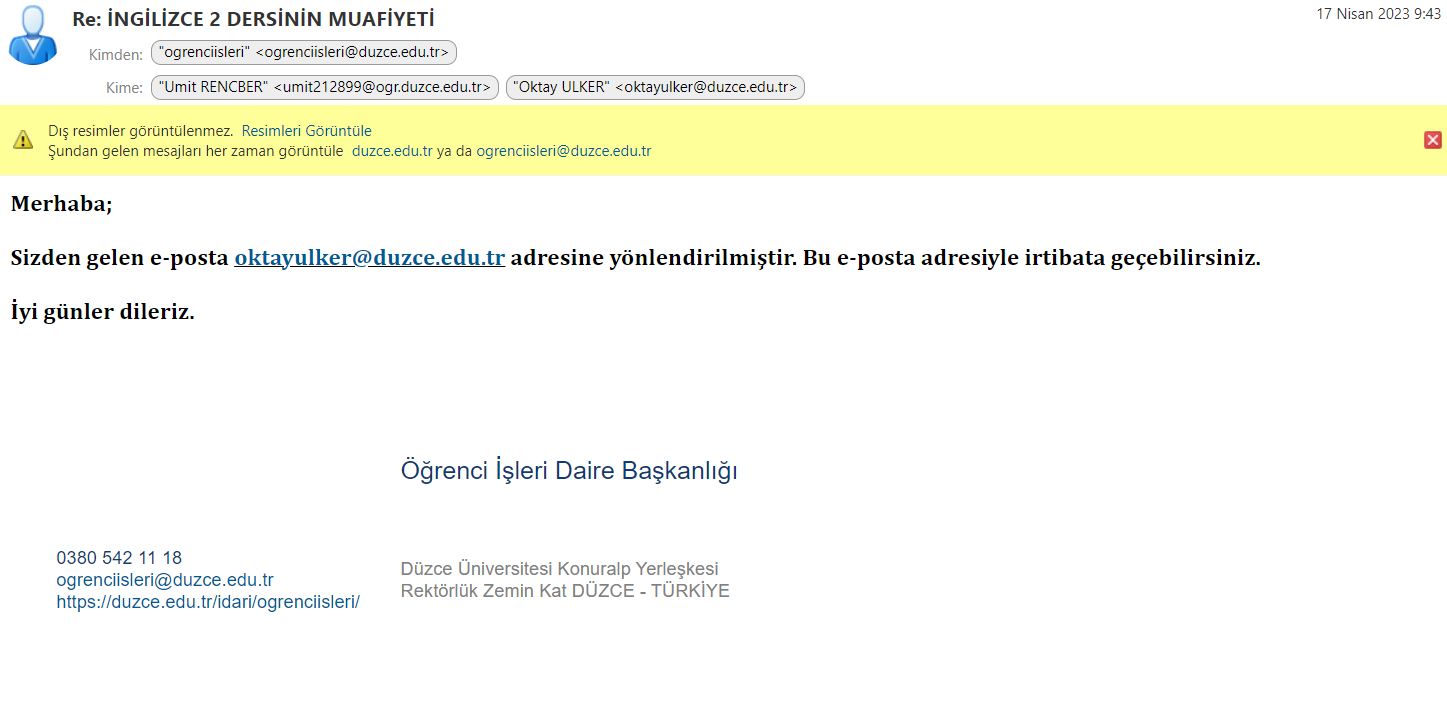 Re: İNGİLİZCE 2 DERSİNİN MUAFİYETİ
17 Nisan 2023 9:43
Kimden: "ogrenciisleri" <ogrenciisleri@duzce.edu.tr>
Kime: "Umit RENCBER" <umit212899@ogr.duzce.edu.tr> "Oktay ULKER" <oktayulker@duzce.edu.tr>
Dış resimler görüntülenmez. Resimleri Görüntüle
Şundan gelen mesajları her zaman görüntüle duzce.edu.tr ya da ogrenciisleri@duzce.edu.tr
Merhaba;
Sizden gelen e-posta oktayulker@duzce.edu.tr adresine yönlendirilmiştir. Bu e-posta adresiyle irtibata geçebilirsiniz.
İyi günler dileriz.
Öğrenci İşleri Daire Başkanlığı
0380 542 11 18
ogrenciisleri@duzce.edu.tr
https://duzce.edu.tr/idari/ogrenciisleri/
Düzce Üniversitesi Konuralp Yerleşkesi
Rektörlük Zemin Kat DÜZCE - TÜRKİYE